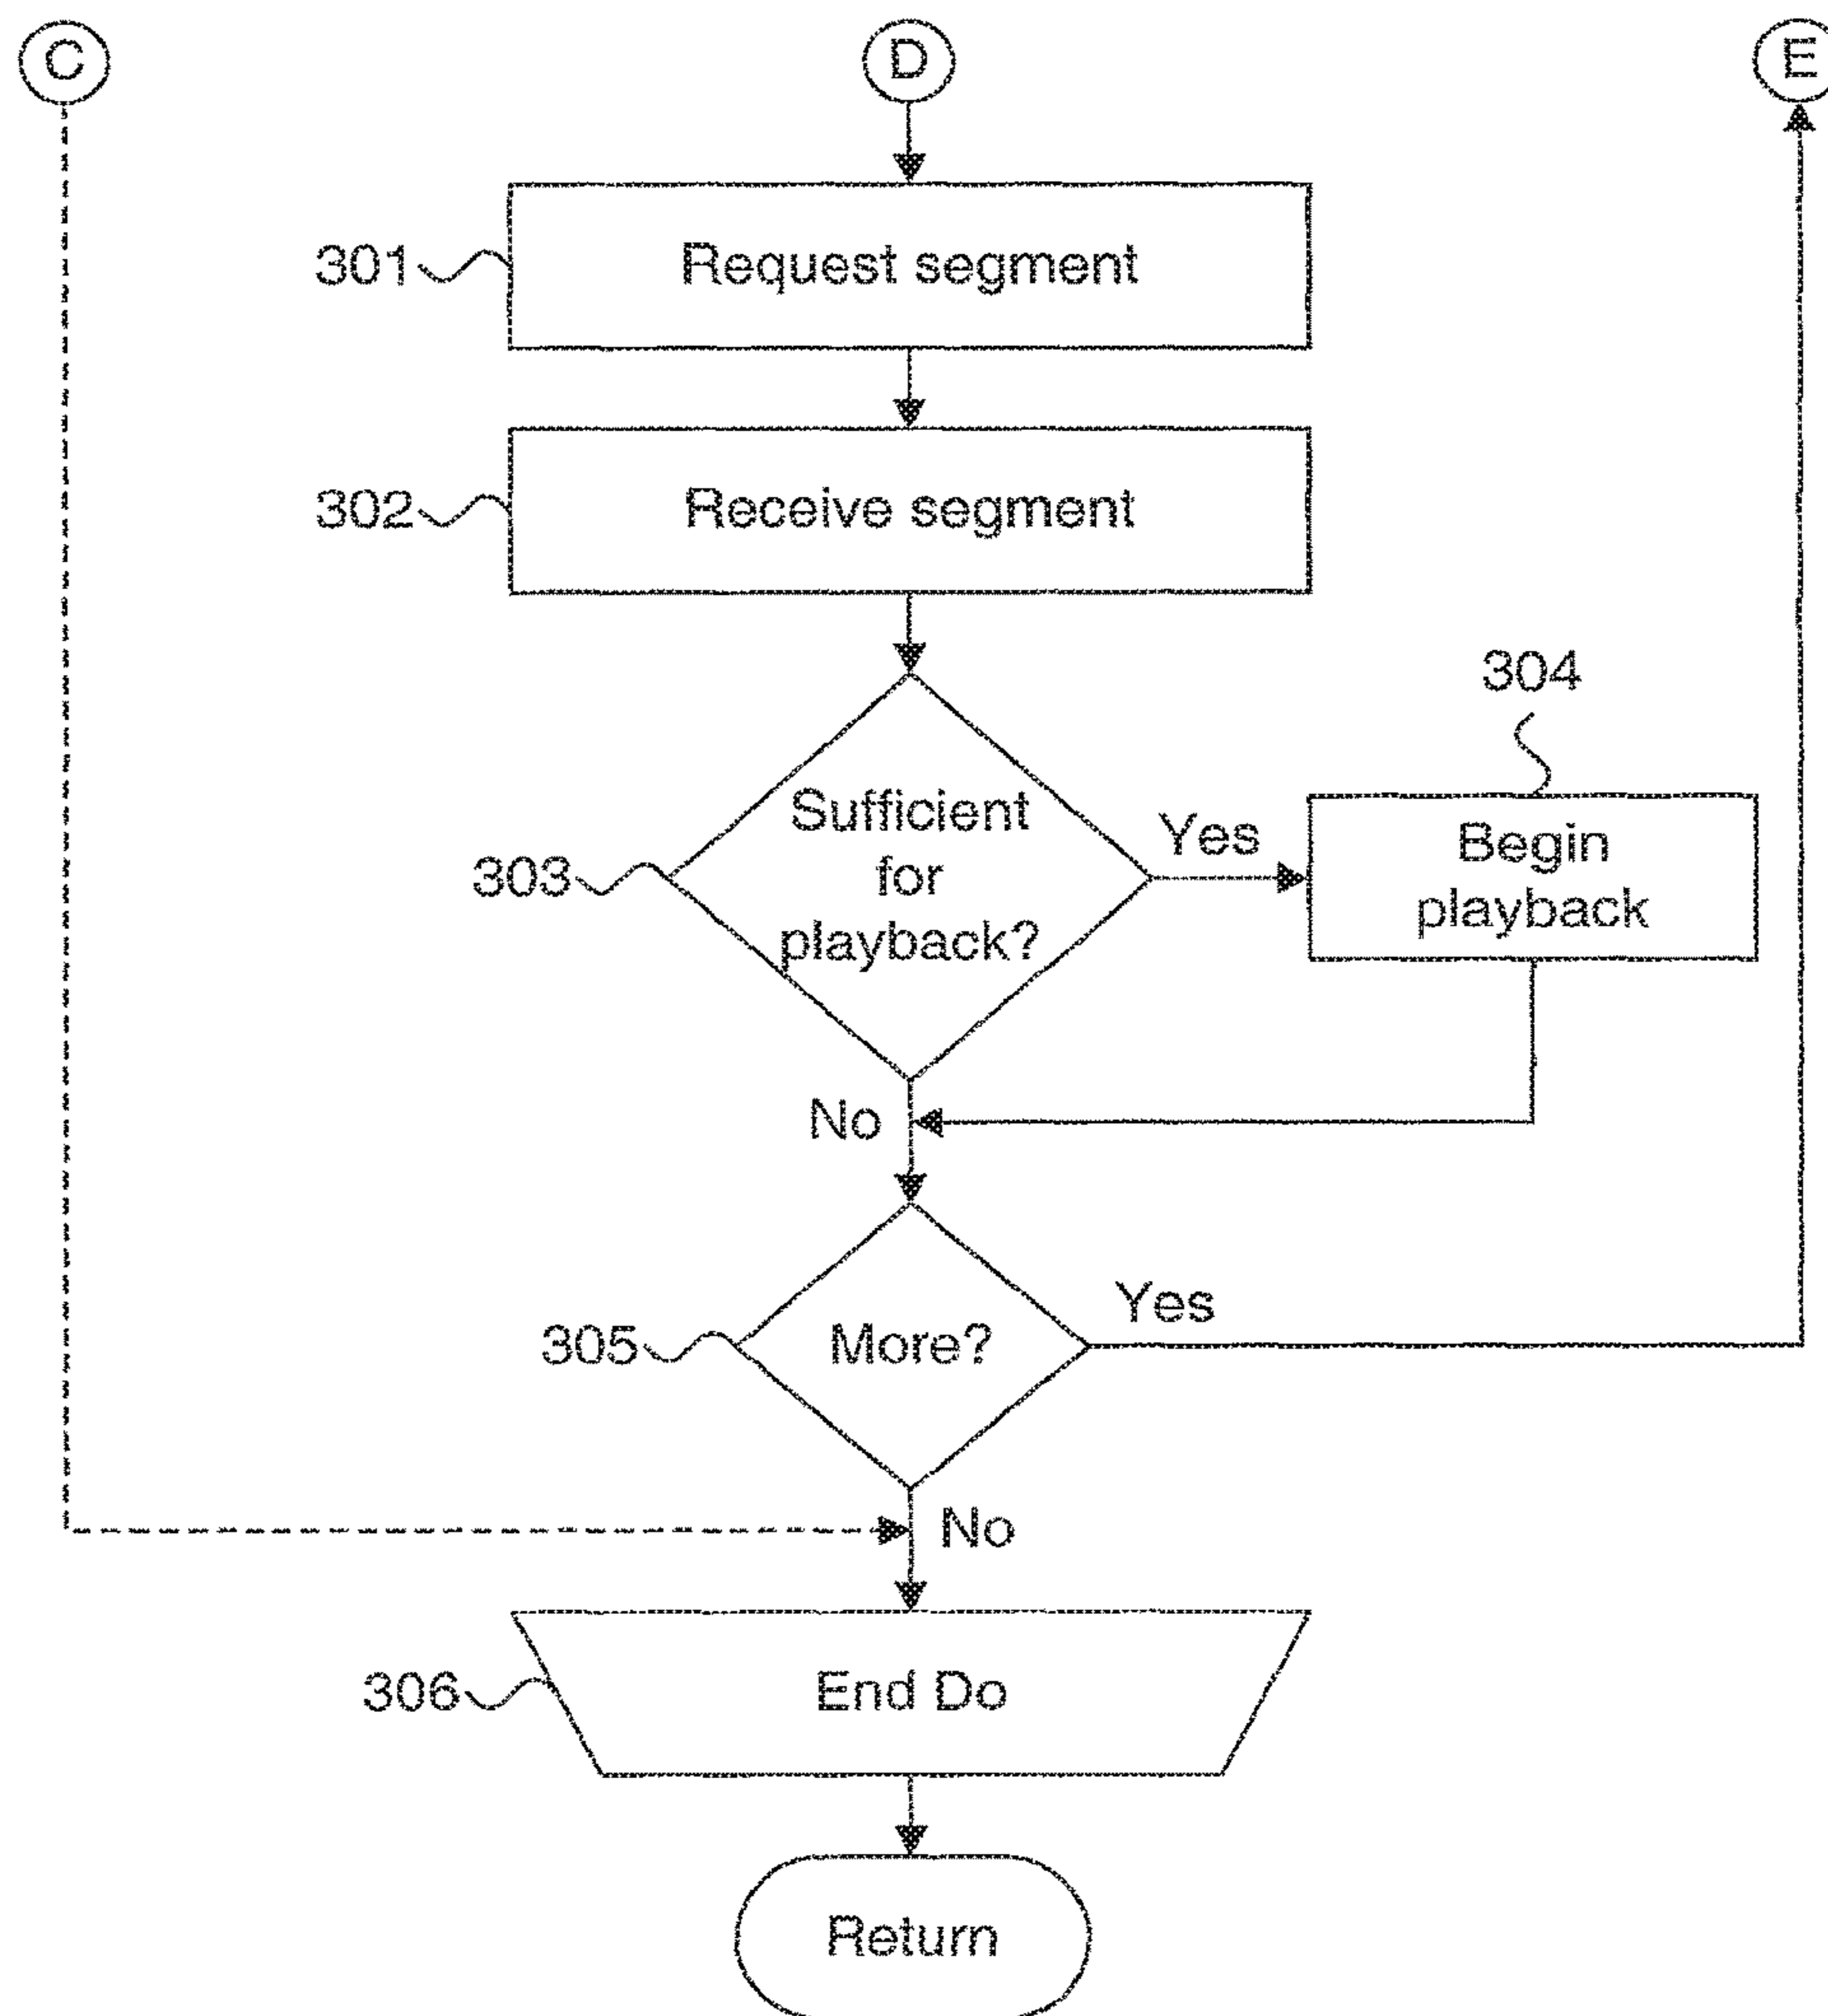 C
D
E
301
Request segment
302
Receive segment
304
303
Sufficient
for
playback?
Yes
Begin
playback
No
305
More?
Yes
No
306
End Do
Return